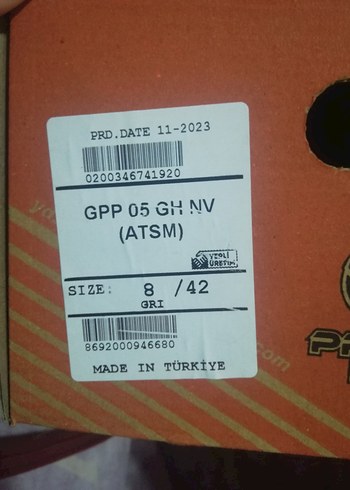 PRD.DATE 11-2023
0200346741920
GPP 05 GH NV
(ATSM)
YERLİ
ÜRETİM
SIZE: 8 /42
GRI
8692000946680
MADE IN TÜRKİYE
com